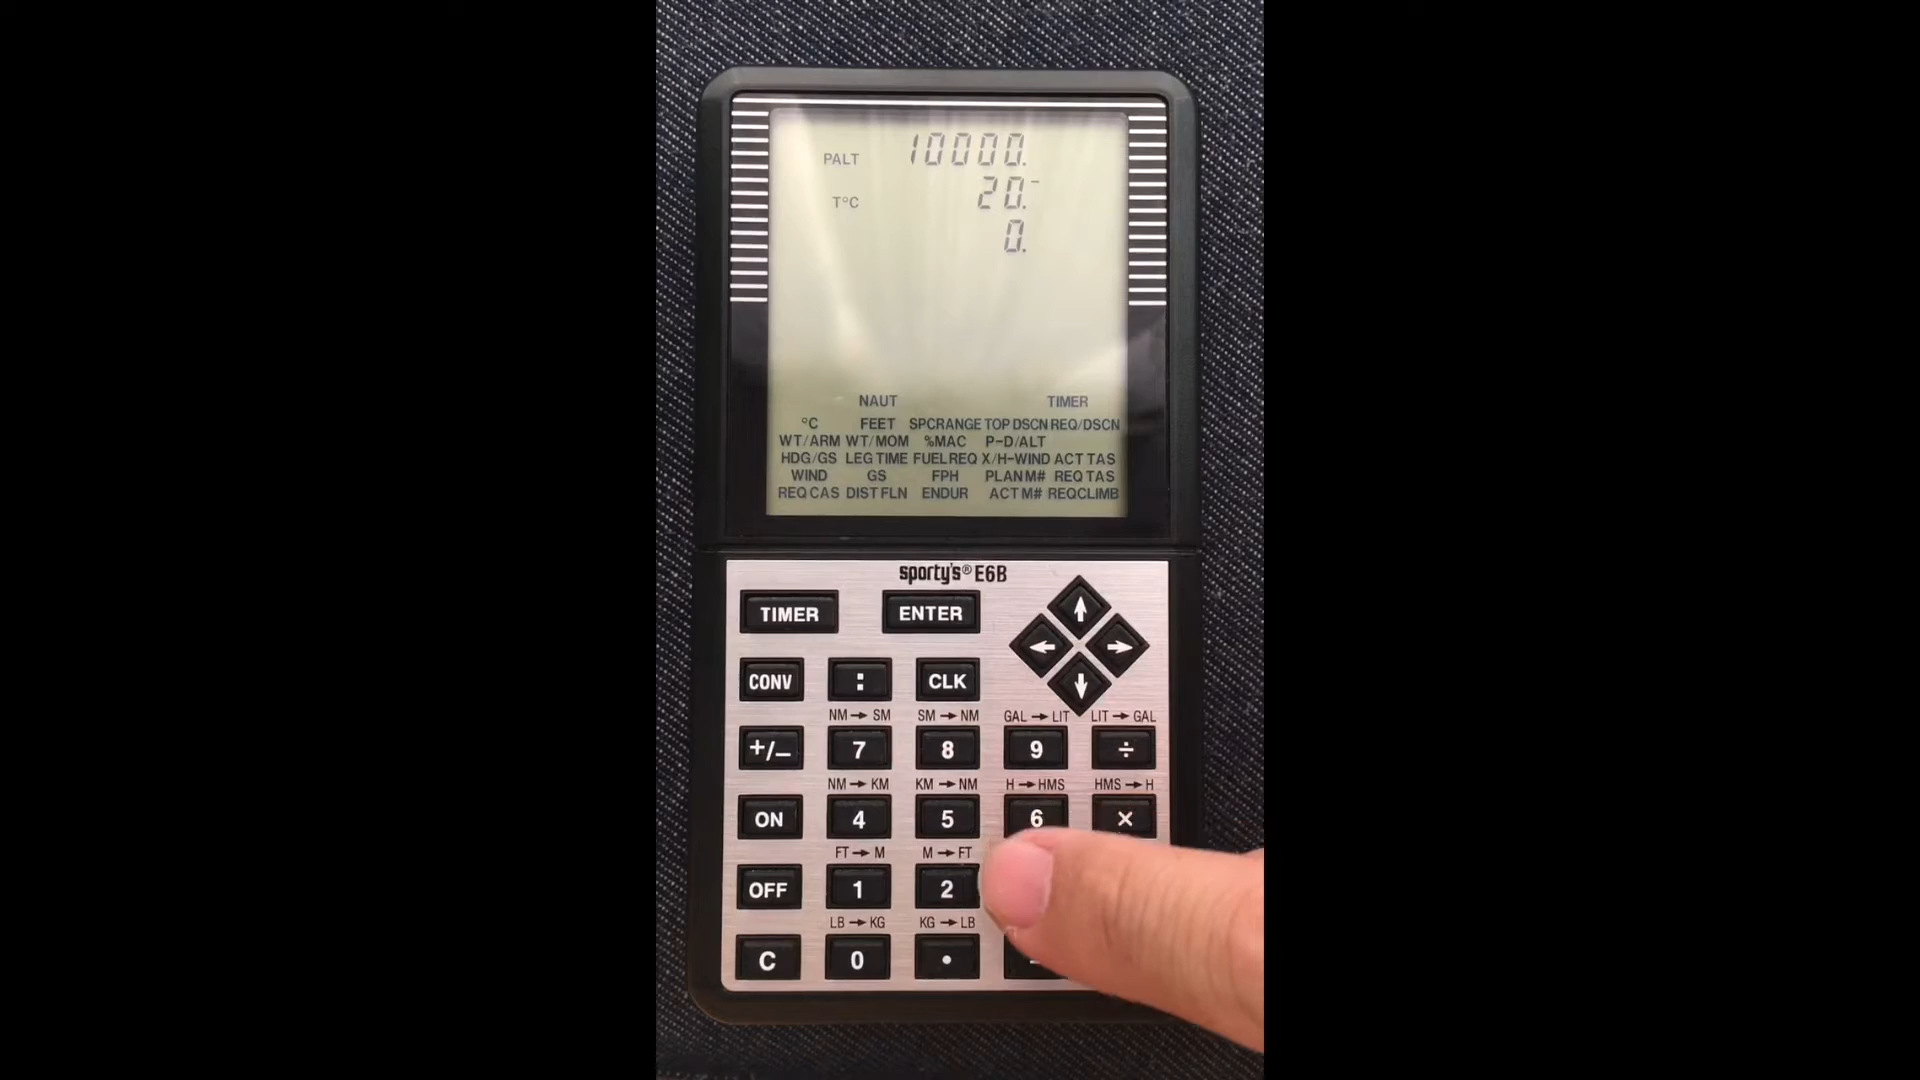 PALT 10000.
T°C 20.-
0.
NAUT TIMER
°C FEET SPCRANGE TOP DSCN REQ/DSCN
WT/ARM WT/MOM %MAC P-D/ALT
HDG/GS LEG TIME FUEL REQ X/H-WIND ACT TAS
WIND GS FPH PLAN M# REQ TAS
REQ CAS DIST FLN ENDUR ACT M# REQCLIMB
sporty's® E6B
TIMER ENTER ↑
← →
CONV : CLK ↓
NM→SM SM→NM GAL→LIT LIT→GAL
+/− 7 8 9 ÷
NM→KM KM→NM H→HMS HMS→H
ON 4 5 6 ×
FT→M M→FT
OFF 1 2
LB→KG KG→LB
C 0 •